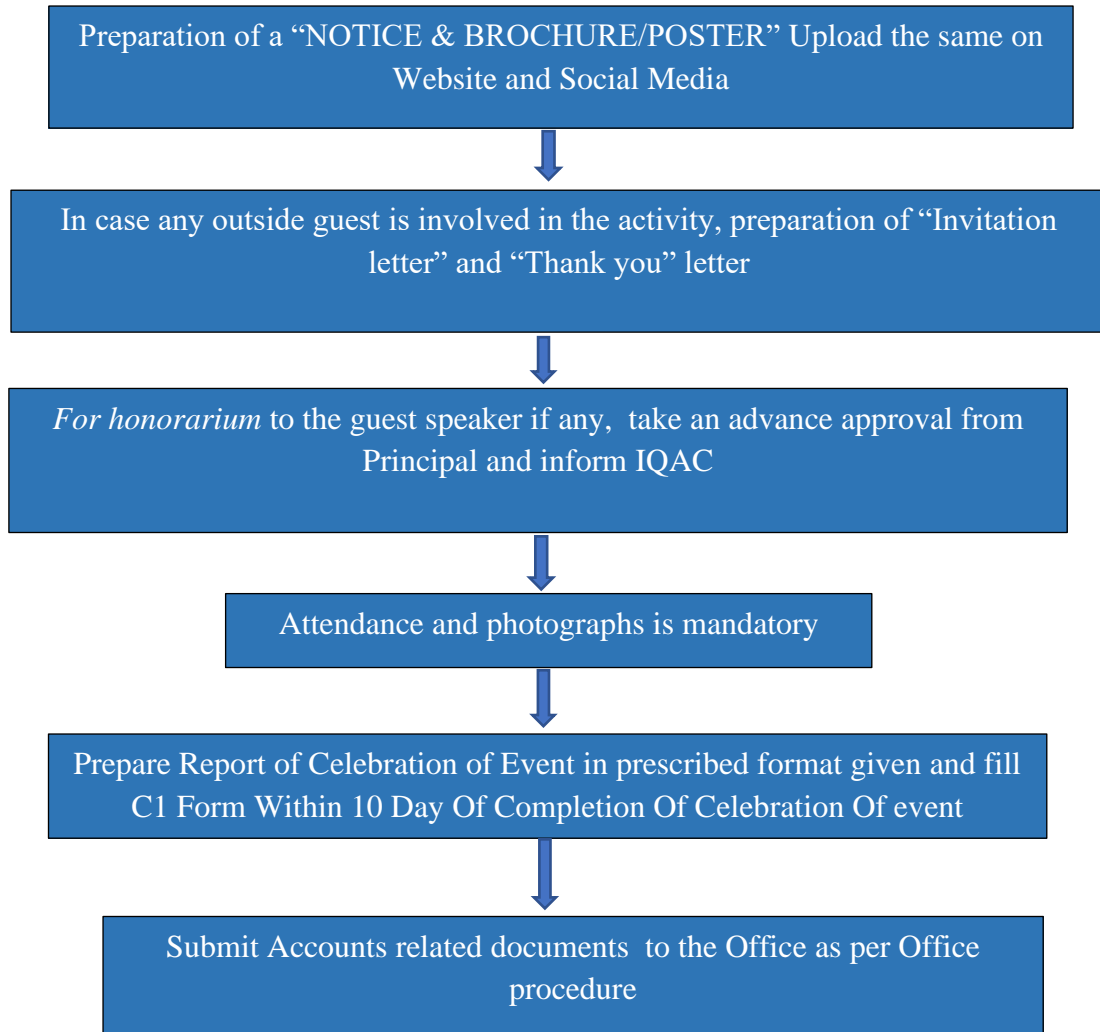 Preparation of a “NOTICE & BROCHURE/POSTER” Upload the same on
Website and Social Media
In case any outside guest is involved in the activity, preparation of “Invitation
letter” and “Thank you” letter
For honorarium to the guest speaker if any,  take an advance approval from
Principal and inform IQAC
Attendance and photographs is mandatory
Prepare Report of Celebration of Event in prescribed format given and fill
C1 Form Within 10 Day Of Completion Of Celebration Of event
Submit Accounts related documents  to the Office as per Office
procedure